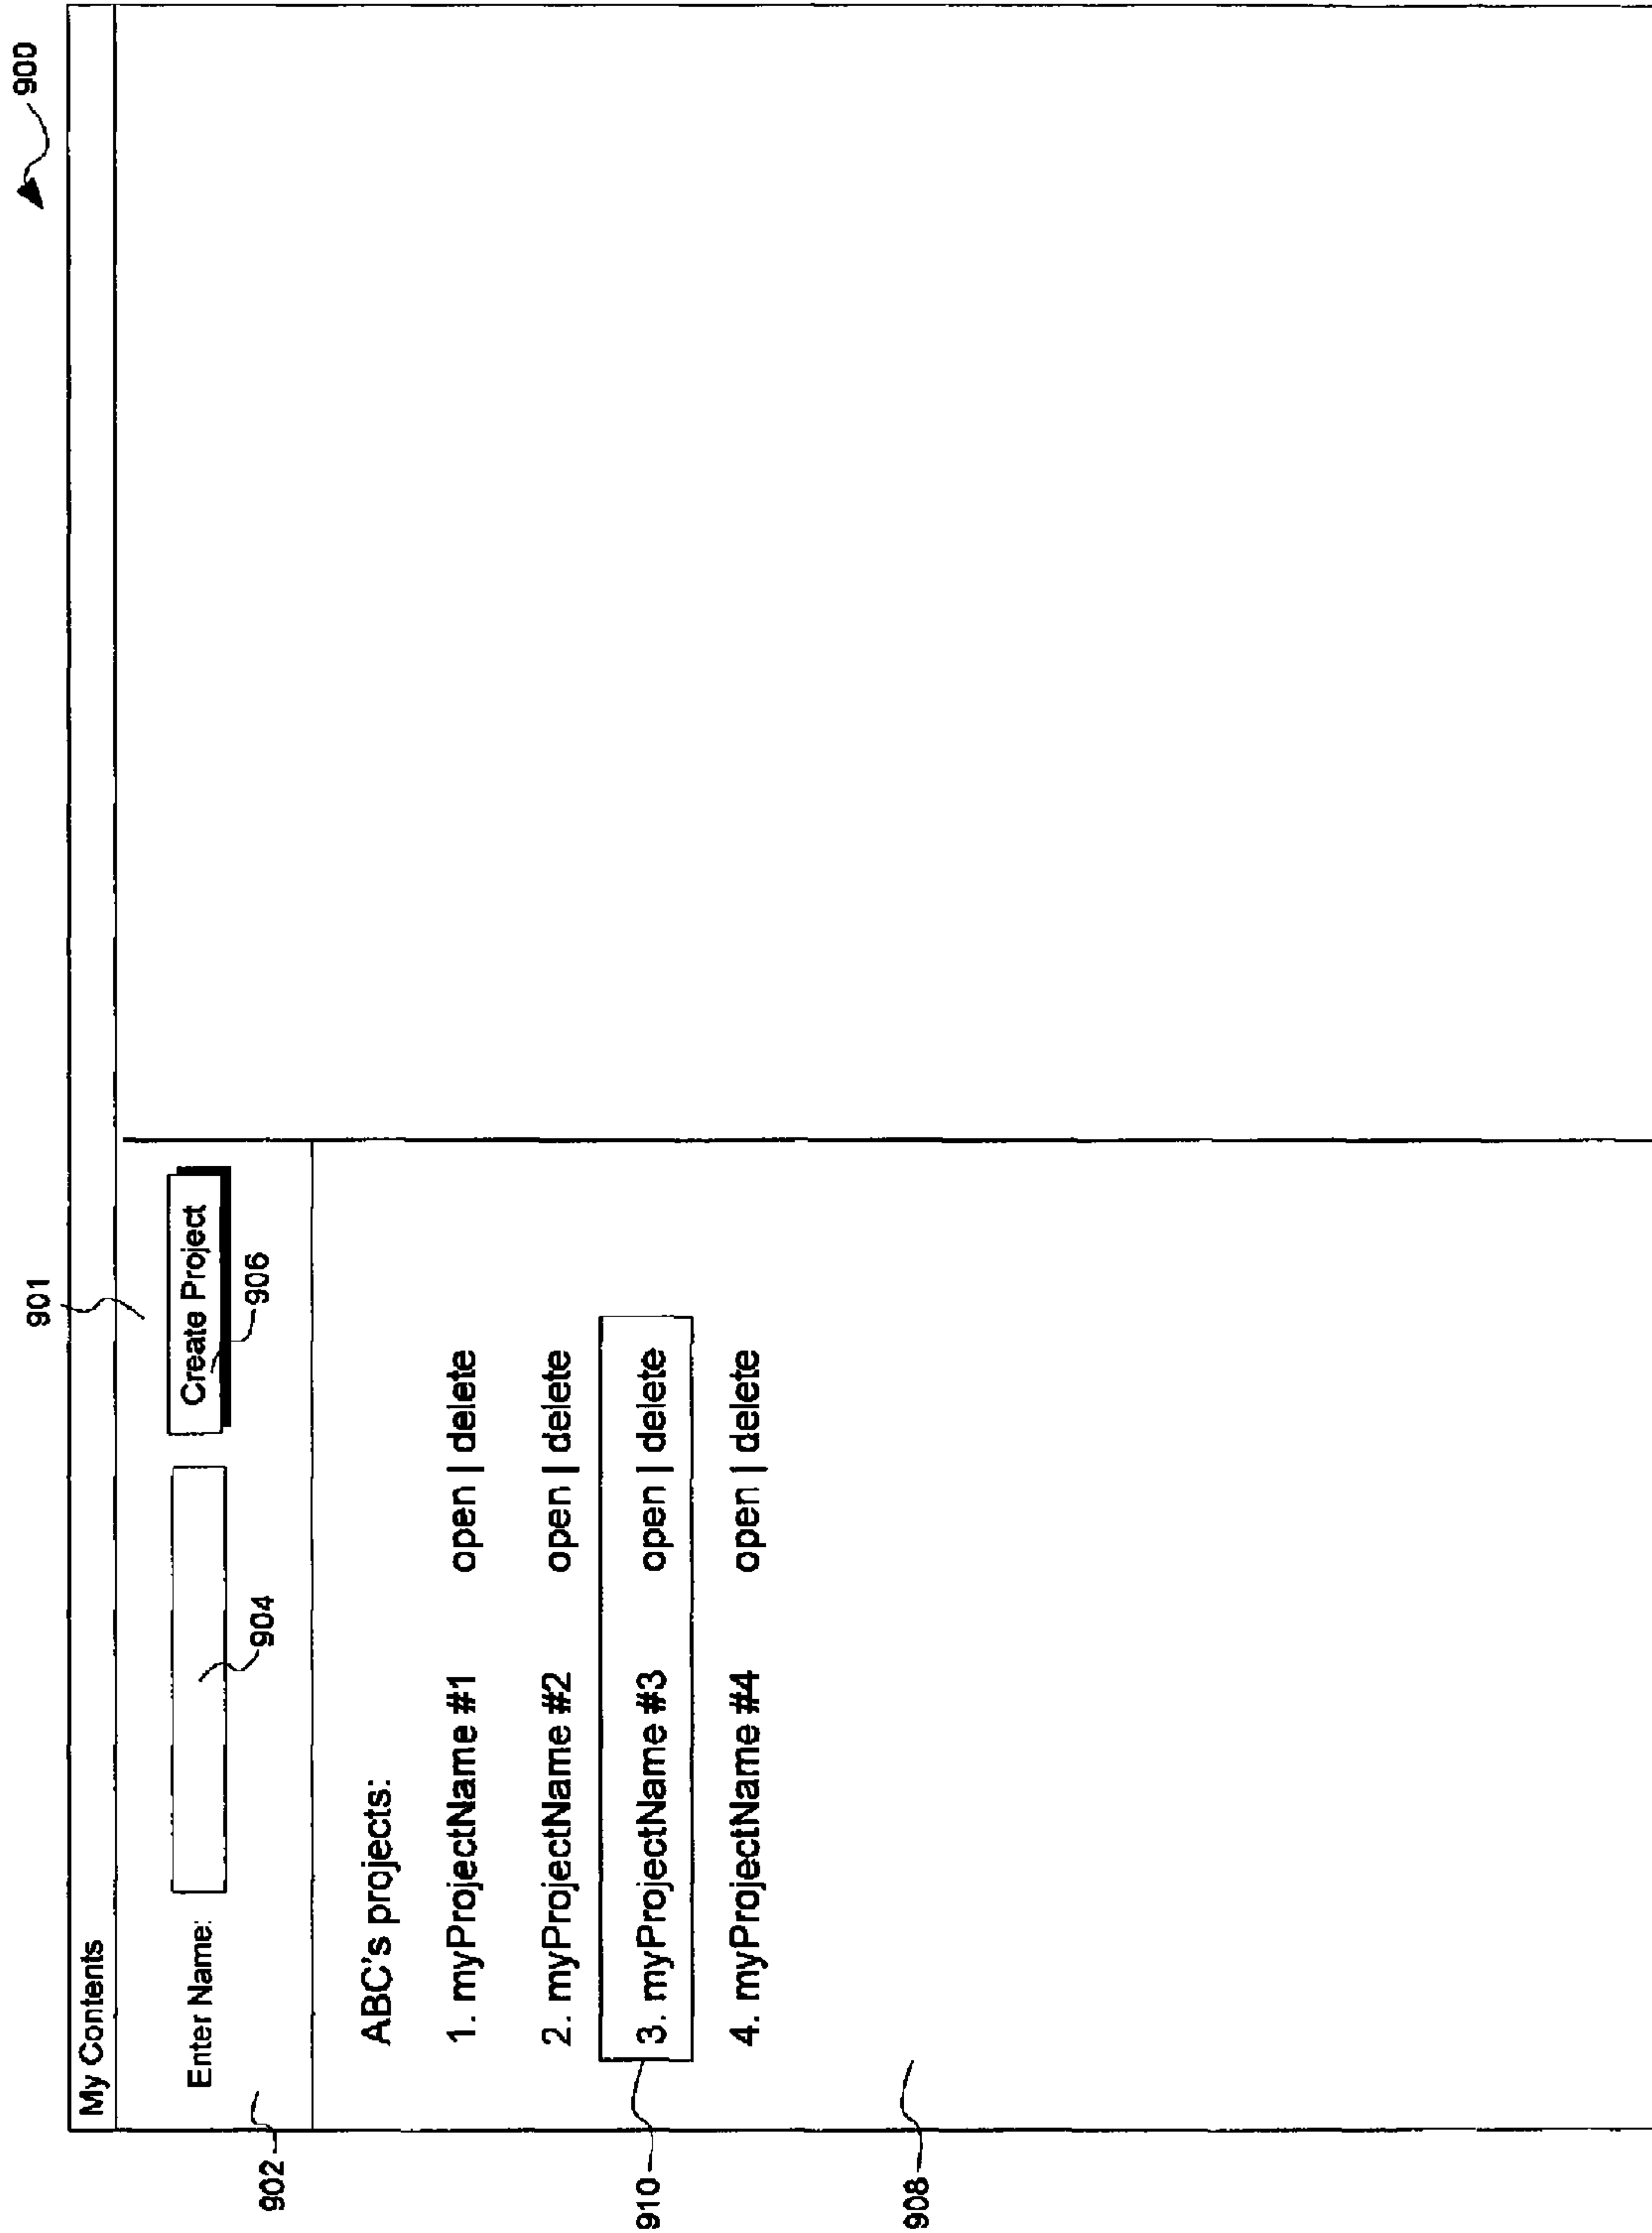 900
901
My Contents
Enter Name:
Create Project
904
906
902
ABC's projects:
1. myProjectName #1 open | delete
2. myProjectName #2 open | delete
3. myProjectName #3 open | delete
910
4. myProjectName #4 open | delete
908